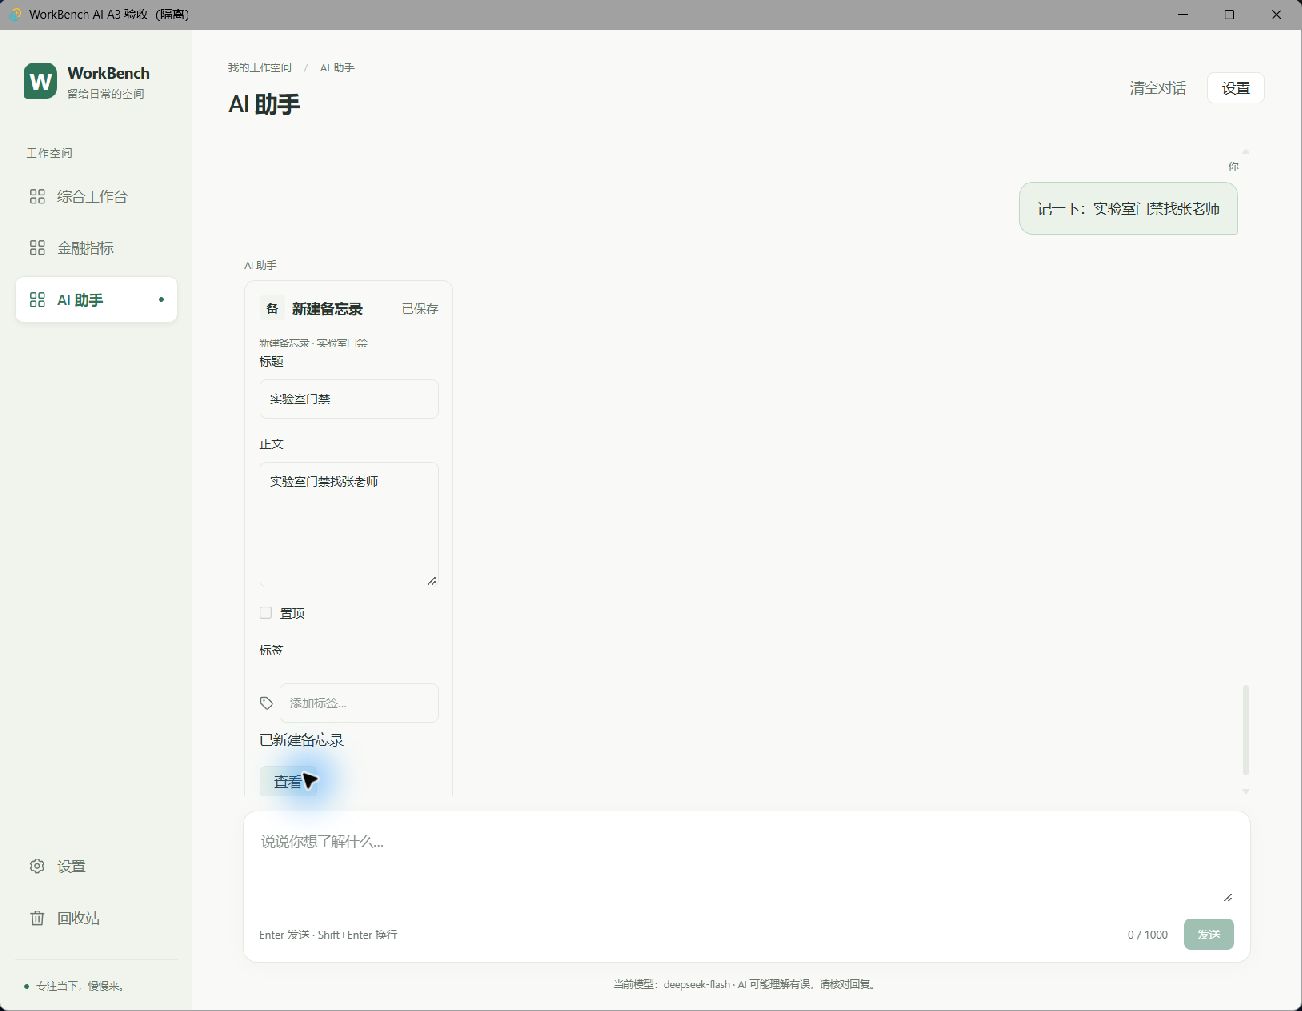 WorkBench AI A3 验收（隔离）
W
WorkBench
留给日常的空间
工作空间
综合工作台
金融指标
AI 助手
设置
回收站
专注当下，慢慢来。
我的工作空间 / AI 助手
AI 助手
清空对话
设置
你
记一下：实验室门禁找张老师
AI 助手
备 新建备忘录 已保存
新建备忘录 · 实验室门禁
标题
实验室门禁
正文
实验室门禁找张老师
置顶
标签
添加标签...
已新建备忘录
查看
说说你想了解什么...
Enter 发送 · Shift+Enter 换行
0 / 1000
发送
当前模型：deepseek-flash · AI 可能理解有误，请核对回复。